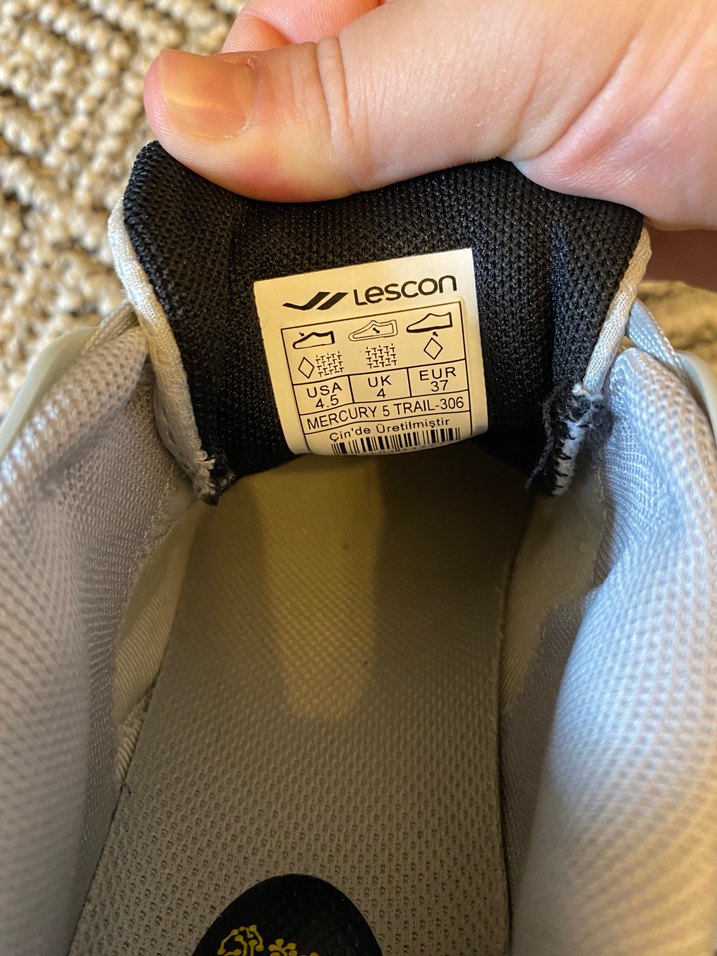 LESCON
USA UK EUR
4.5 4 37
MERCURY 5 TRAIL-306
Çin'de Üretilmiştir